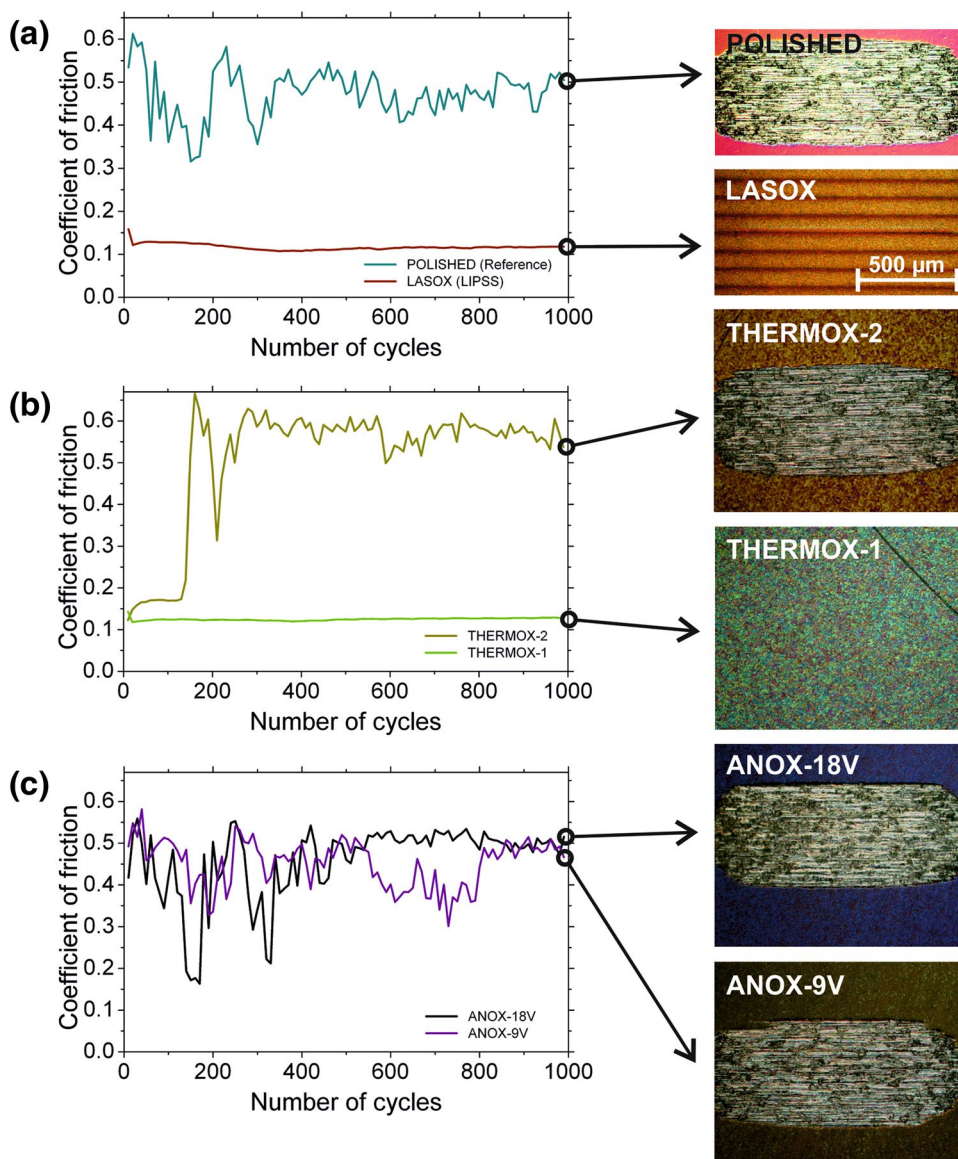 (a)
0.6
0.5
0.4
0.3
0.2
0.1
0.0
Coefficient of friction
0 200 400 600 800 1000
Number of cycles
POLISHED (Reference)
LASOX (LIPSS)
POLISHED
LASOX
500 µm
(b)
0.6
0.5
0.4
0.3
0.2
0.1
0.0
Coefficient of friction
0 200 400 600 800 1000
Number of cycles
THERMOX-2
THERMOX-1
THERMOX-2
THERMOX-1
(c)
0.6
0.5
0.4
0.3
0.2
0.1
0.0
Coefficient of friction
0 200 400 600 800 1000
Number of cycles
ANOX-18V
ANOX-9V
ANOX-18V
ANOX-9V